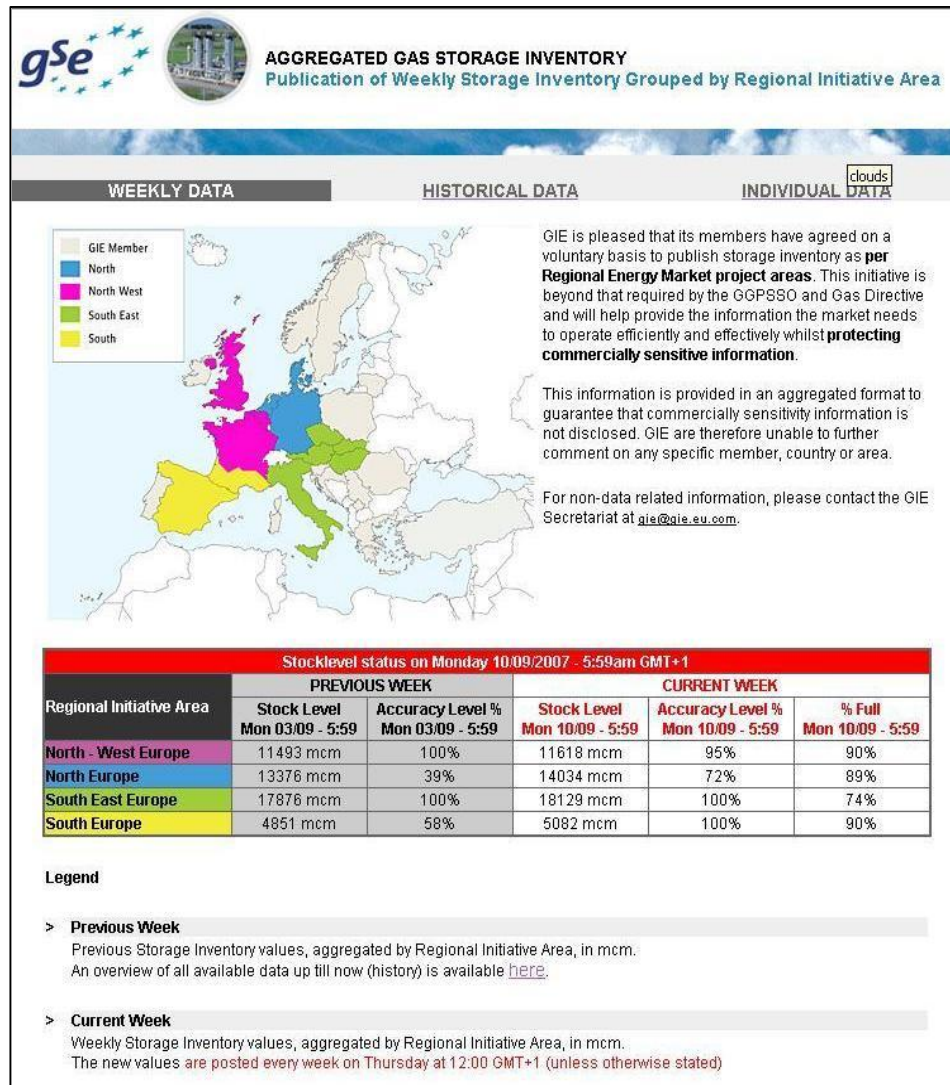 gse
AGGREGATED GAS STORAGE INVENTORY
Publication of Weekly Storage Inventory Grouped by Regional Initiative Area
clouds
WEEKLY DATA HISTORICAL DATA INDIVIDUAL DATA
GIE Member
North
North West
South East
South
GIE is pleased that its members have agreed on a
voluntary basis to publish storage inventory as per
Regional Energy Market project areas. This initiative is
beyond that required by the GGPSSO and Gas Directive
and will help provide the information the market needs
to operate efficiently and effectively whilst protecting
commercially sensitive information.
This information is provided in an aggregated format to
guarantee that commercially sensitivity information is
not disclosed. GIE are therefore unable to further
comment on any specific member, country or area.
For non-data related information, please contact the GIE
Secretariat at gie@gie.eu.com.
Stocklevel status on Monday 10/09/2007 - 5:59am GMT+1
PREVIOUS WEEK CURRENT WEEK
Regional Initiative Area Stock Level Accuracy Level % Stock Level Accuracy Level % % Full
Mon 03/09 - 5:59 Mon 03/09 - 5:59 Mon 10/09 - 5:59 Mon 10/09 - 5:59 Mon 10/09 - 5:59
North - West Europe 11493 mcm 100% 11618 mcm 95% 90%
North Europe 13376 mcm 39% 14034 mcm 72% 89%
South East Europe 17876 mcm 100% 18129 mcm 100% 74%
South Europe 4851 mcm 58% 5082 mcm 100% 90%
Legend
> Previous Week
Previous Storage Inventory values, aggregated by Regional Initiative Area, in mcm.
An overview of all available data up till now (history) is available here.
> Current Week
Weekly Storage Inventory values, aggregated by Regional Initiative Area, in mcm.
The new values are posted every week on Thursday at 12:00 GMT+1 (unless otherwise stated)